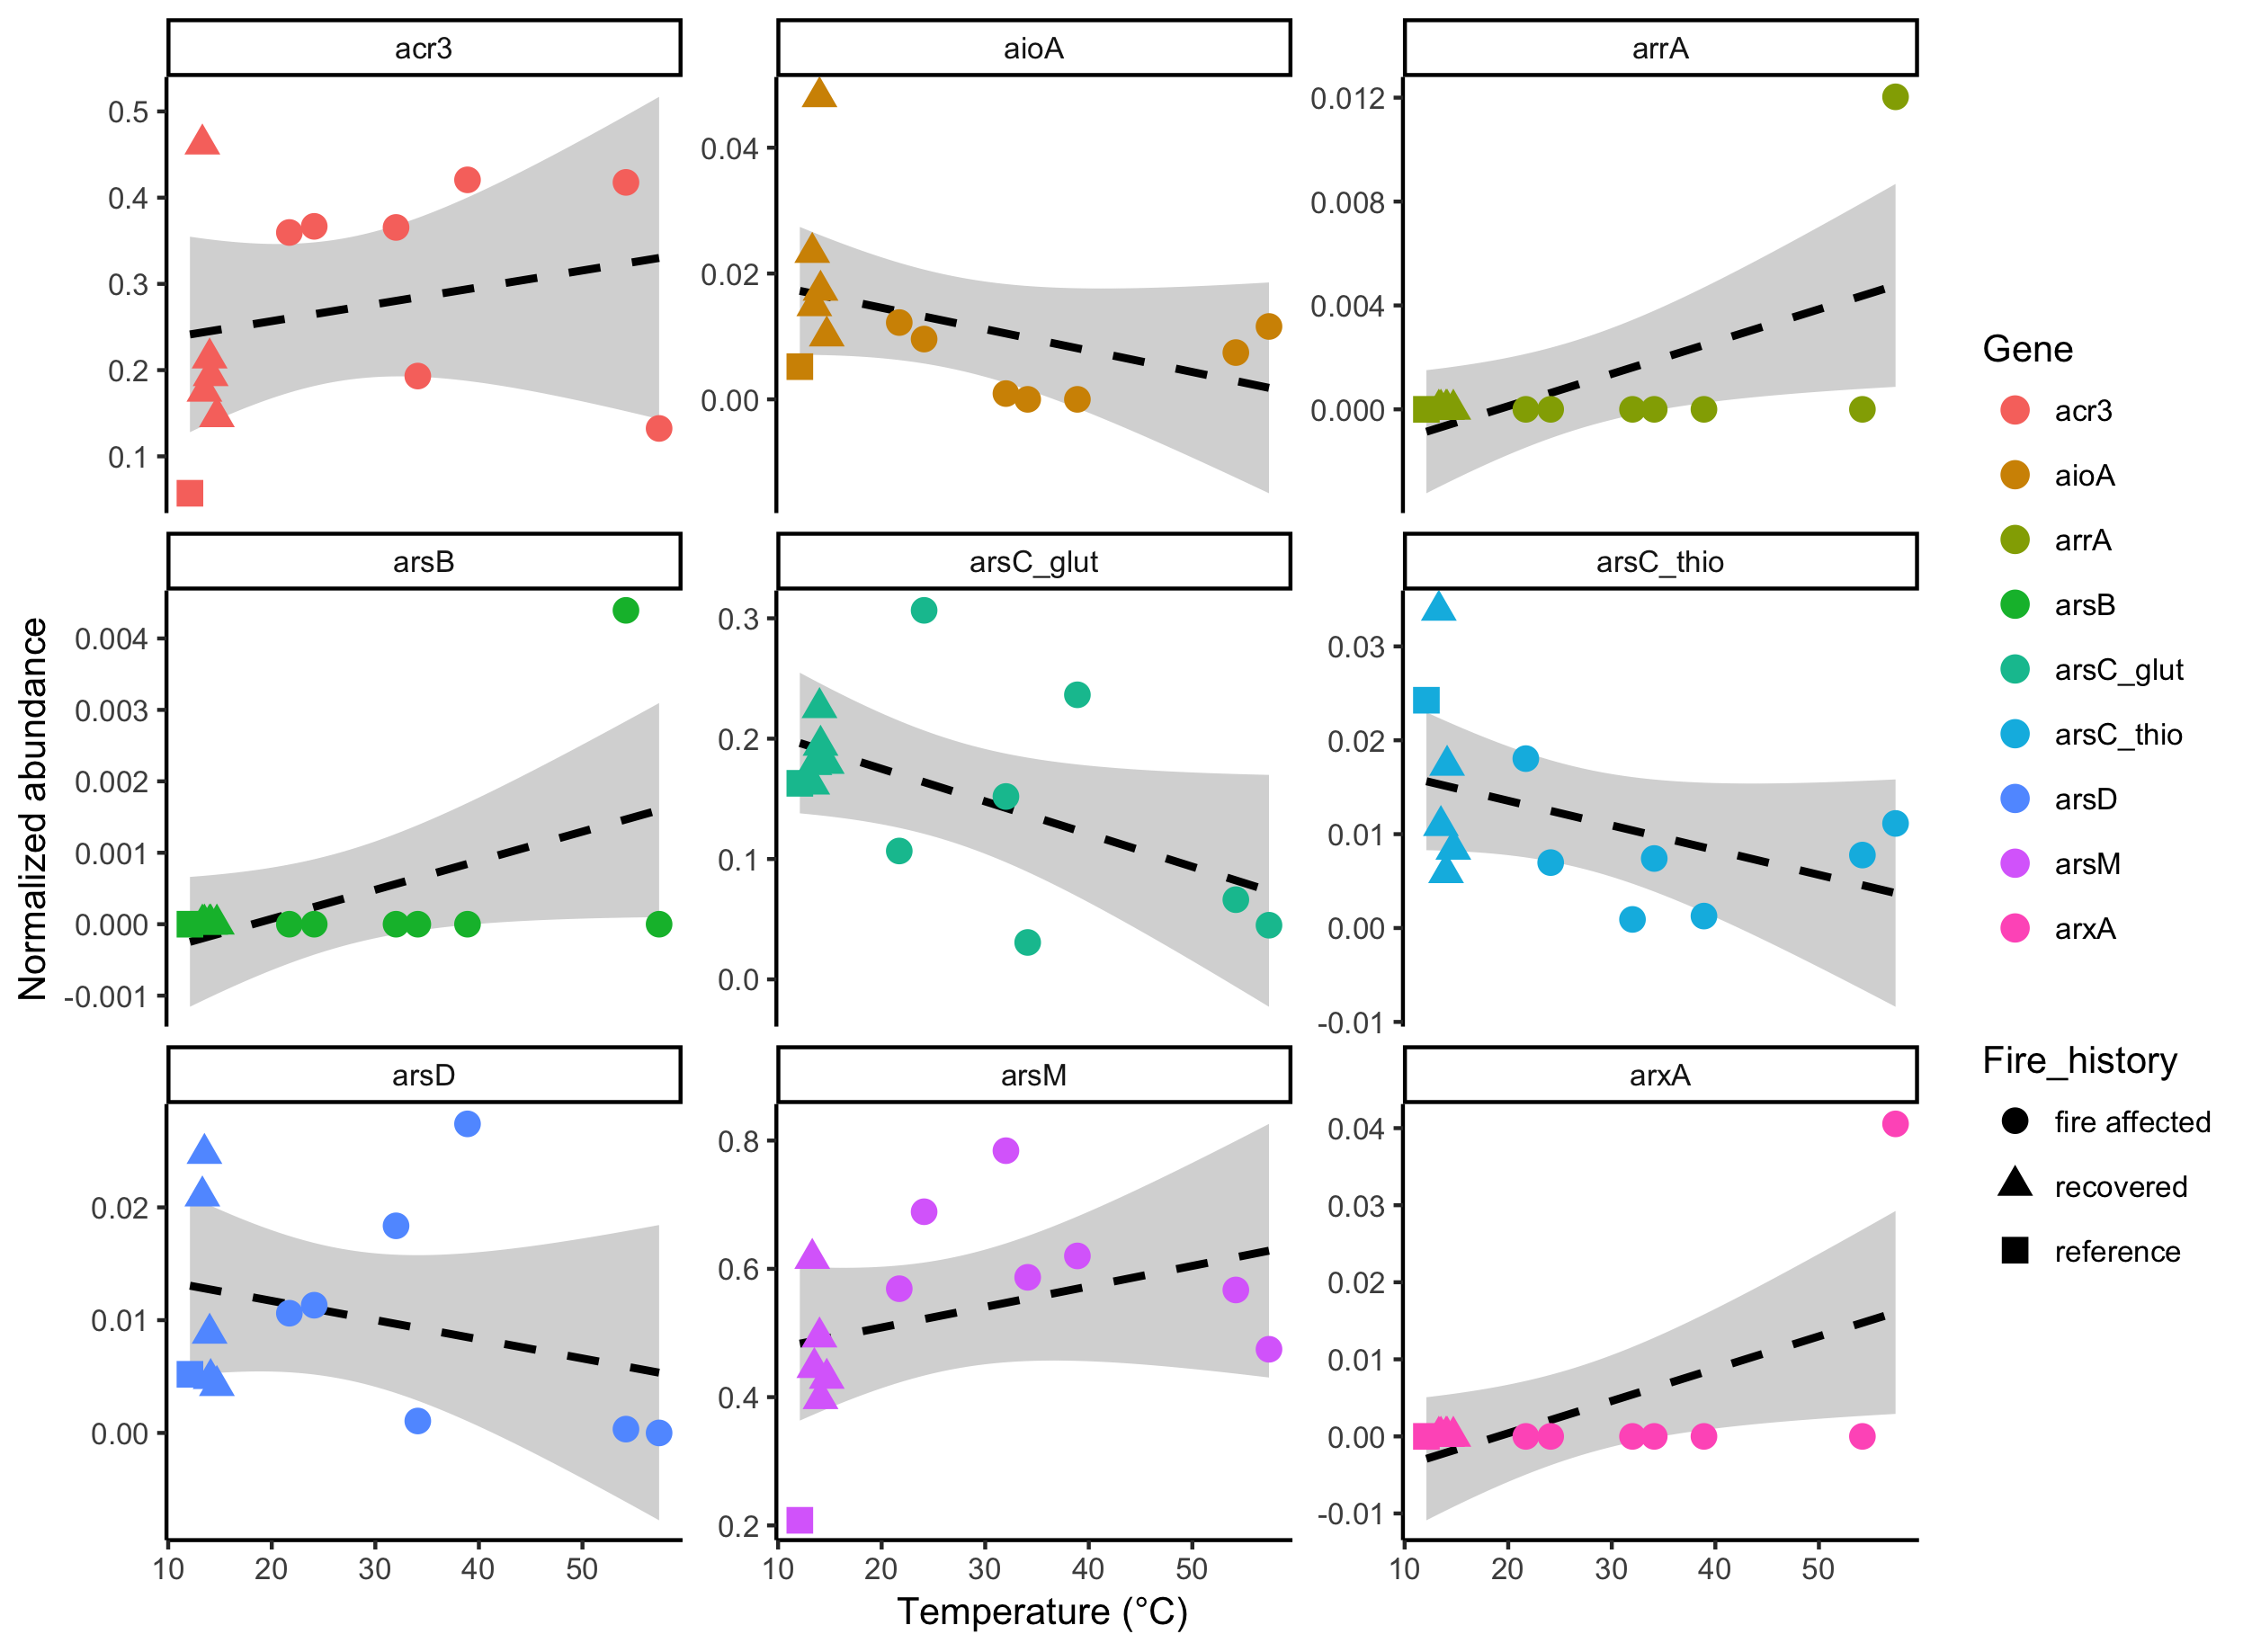 acr3
aioA
arrA
0.5
0.4
0.3
0.2
0.1
0.04
0.02
0.00
0.012
0.008
0.004
0.000
arsB
arsC_glut
arsC_thio
0.004
0.003
0.002
0.001
0.000
-0.001
0.3
0.2
0.1
0.0
0.03
0.02
0.01
0.00
-0.01
arsD
arsM
arxA
0.02
0.01
0.00
0.8
0.6
0.4
0.2
0.04
0.03
0.02
0.01
0.00
-0.01
10 20 30 40 50
10 20 30 40 50
10 20 30 40 50
Temperature (°C)
Normalized abundance
Gene
acr3
aioA
arrA
arsB
arsC_glut
arsC_thio
arsD
arsM
arxA
Fire_history
fire affected
recovered
reference